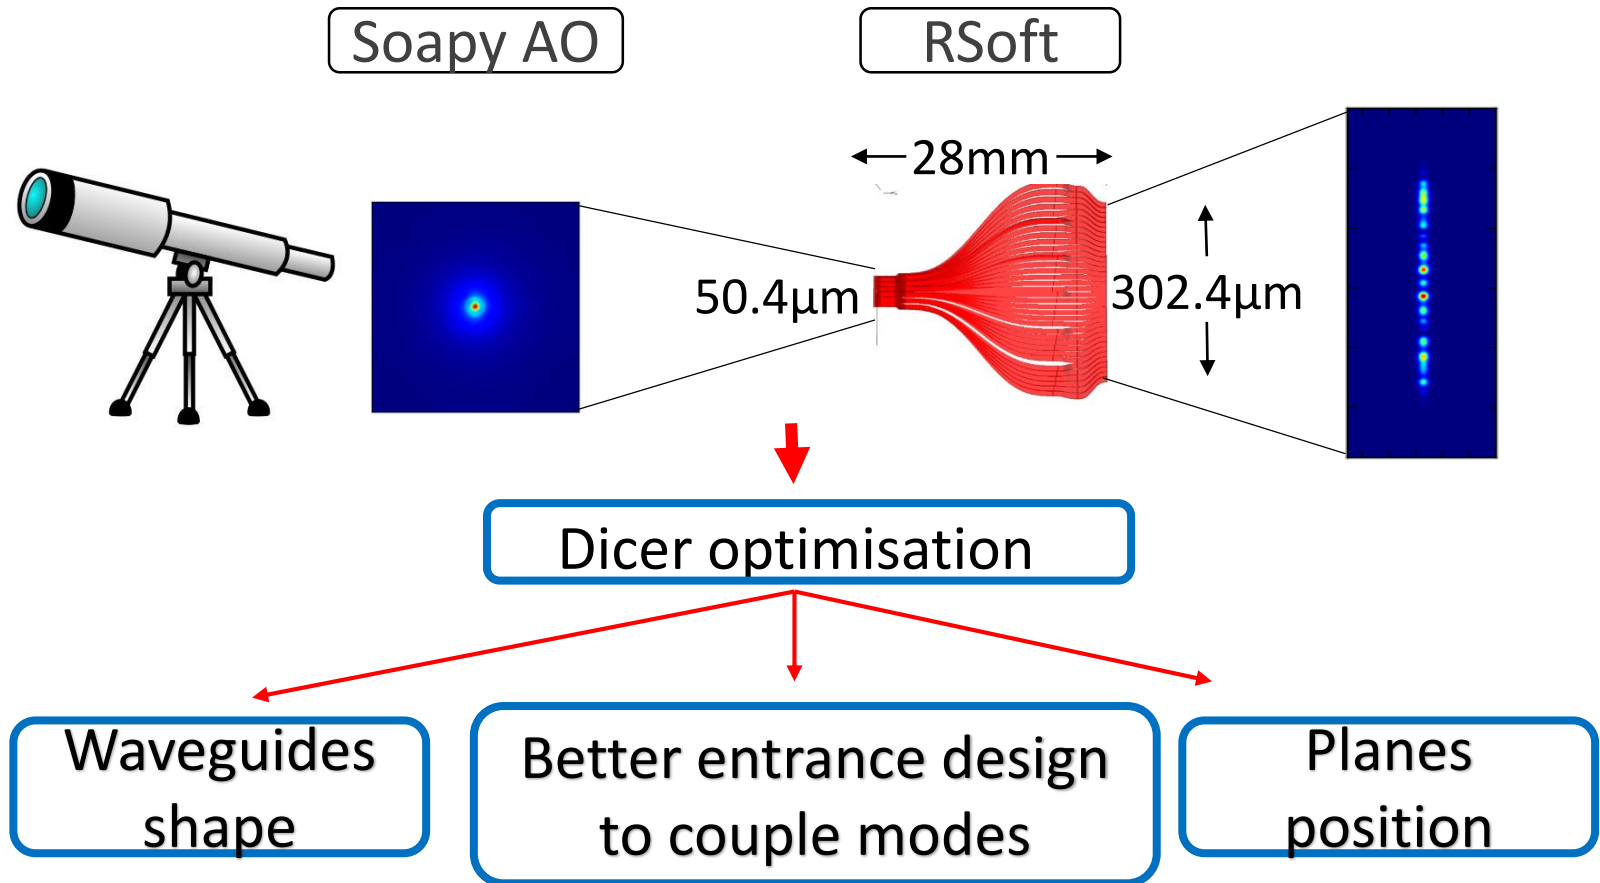 Soapy AO
RSoft
28mm
50.4µm
302.4µm
Dicer optimisation
Waveguides
shape
Better entrance design
to couple modes
Planes
position